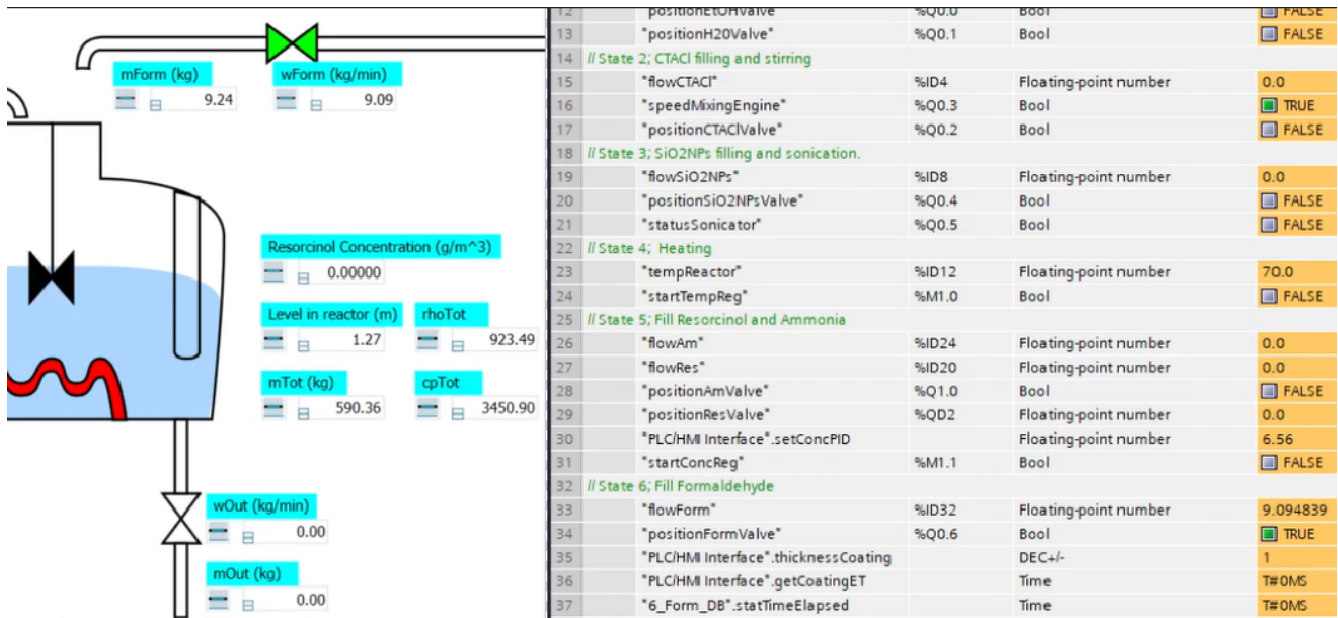 mForm (kg)
9.24
wForm (kg/min)
9.09
Resorcinol Concentration (g/m^3)
0.00000
Level in reactor (m)
1.27
rhoTot
923.49
mTot (kg)
590.36
cpTot
3450.90
wOut (kg/min)
0.00
mOut (kg)
0.00
12 "positionEtOHValve" %Q0.0 Bool FALSE
13 "positionH20Valve" %Q0.1 Bool FALSE
14 // State 2; CTACl filling and stirring
15 "flowCTACl" %ID4 Floating-point number 0.0
16 "speedMixingEngine" %Q0.3 Bool TRUE
17 "positionCTAClValve" %Q0.2 Bool FALSE
18 // State 3; SiO2NPs filling and sonication.
19 "flowSiO2NPs" %ID8 Floating-point number 0.0
20 "positionSiO2NPsValve" %Q0.4 Bool FALSE
21 "statusSonicator" %Q0.5 Bool FALSE
22 // State 4; Heating
23 "tempReactor" %ID12 Floating-point number 70.0
24 "startTempReg" %M1.0 Bool FALSE
25 // State 5; Fill Resorcinol and Ammonia
26 "flowAm" %ID24 Floating-point number 0.0
27 "flowRes" %ID20 Floating-point number 0.0
28 "positionAmValve" %Q1.0 Bool FALSE
29 "positionResValve" %QD2 Floating-point number 0.0
30 "PLC/HMI Interface".setConcPID Floating-point number 6.56
31 "startConcReg" %M1.1 Bool FALSE
32 // State 6; Fill Formaldehyde
33 "flowForm" %ID32 Floating-point number 9.094839
34 "positionFormValve" %Q0.6 Bool TRUE
35 "PLC/HMI Interface".thicknessCoating DEC+/- 1
36 "PLC/HMI Interface".getCoatingET Time T#0MS
37 "6_Form_DB".statTimeElapsed Time T#0MS